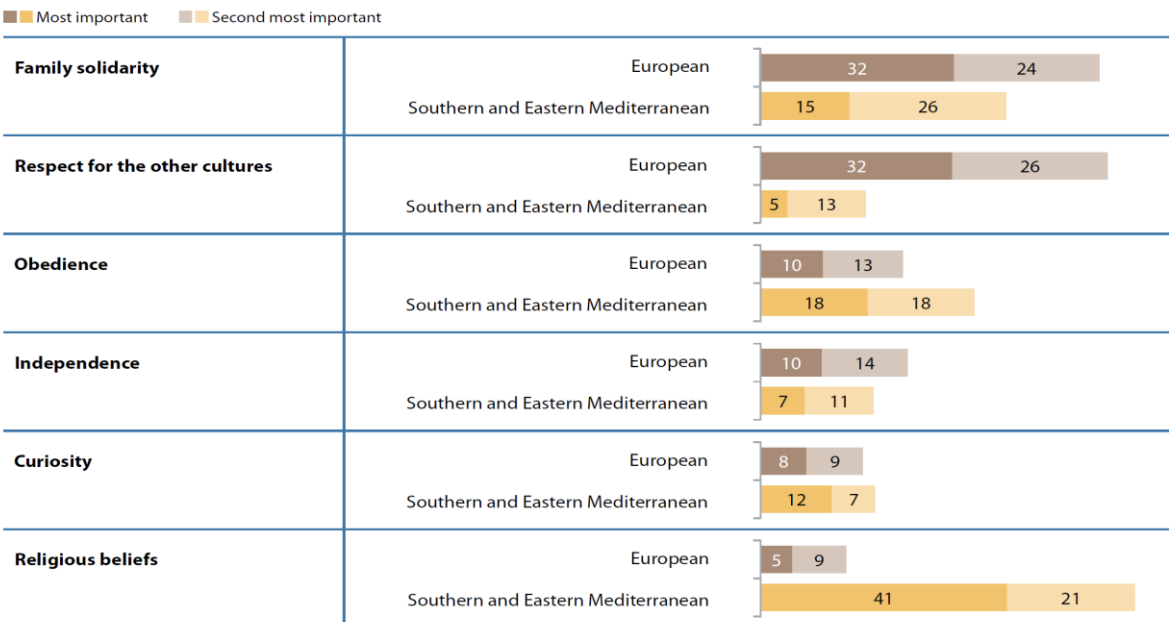 Most important Second most important
Family solidarity European 32 24
Southern and Eastern Mediterranean 15 26
Respect for the other cultures European 32 26
Southern and Eastern Mediterranean 5 13
Obedience European 10 13
Southern and Eastern Mediterranean 18 18
Independence European 10 14
Southern and Eastern Mediterranean 7 11
Curiosity European 8 9
Southern and Eastern Mediterranean 12 7
Religious beliefs European 5 9
Southern and Eastern Mediterranean 41 21